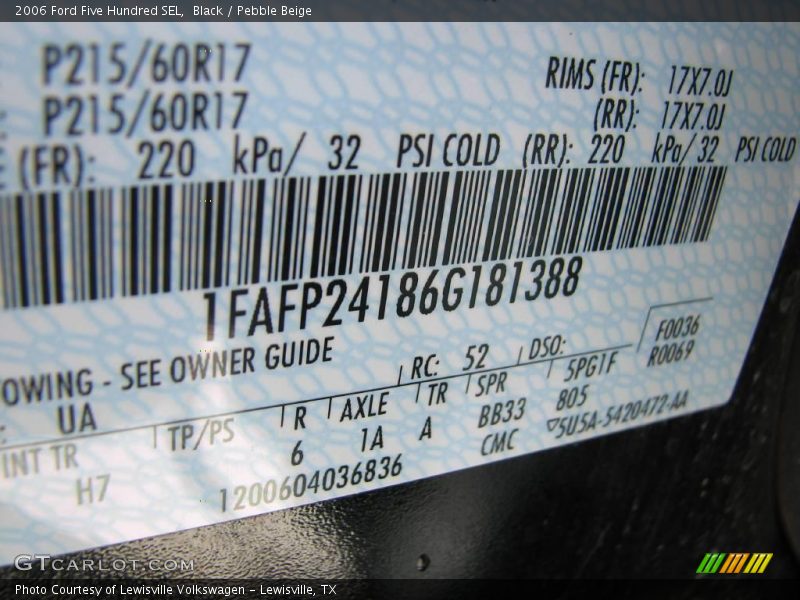 2006 Ford Five Hundred SEL, Black / Pebble Beige
P215/60R17 RIMS (FR): 17X7.0J
P215/60R17 (RR): 17X7.0J
(FR): 220 kPa/ 32 PSI COLD (RR): 220 kPa/ 32 PSI COLD
1FAFP24186G181388
OWING - SEE OWNER GUIDE RC: 52 DSO: F0036
: UA R0069
INT TR TP/PS R AXLE TR SPR 5PG1F
H7 6 1A A BB33 805
1200604036836 CMC ▽5U5A-5420472-AA
GTCARLOT.COM
Photo Courtesy of Lewisville Volkswagen - Lewisville, TX